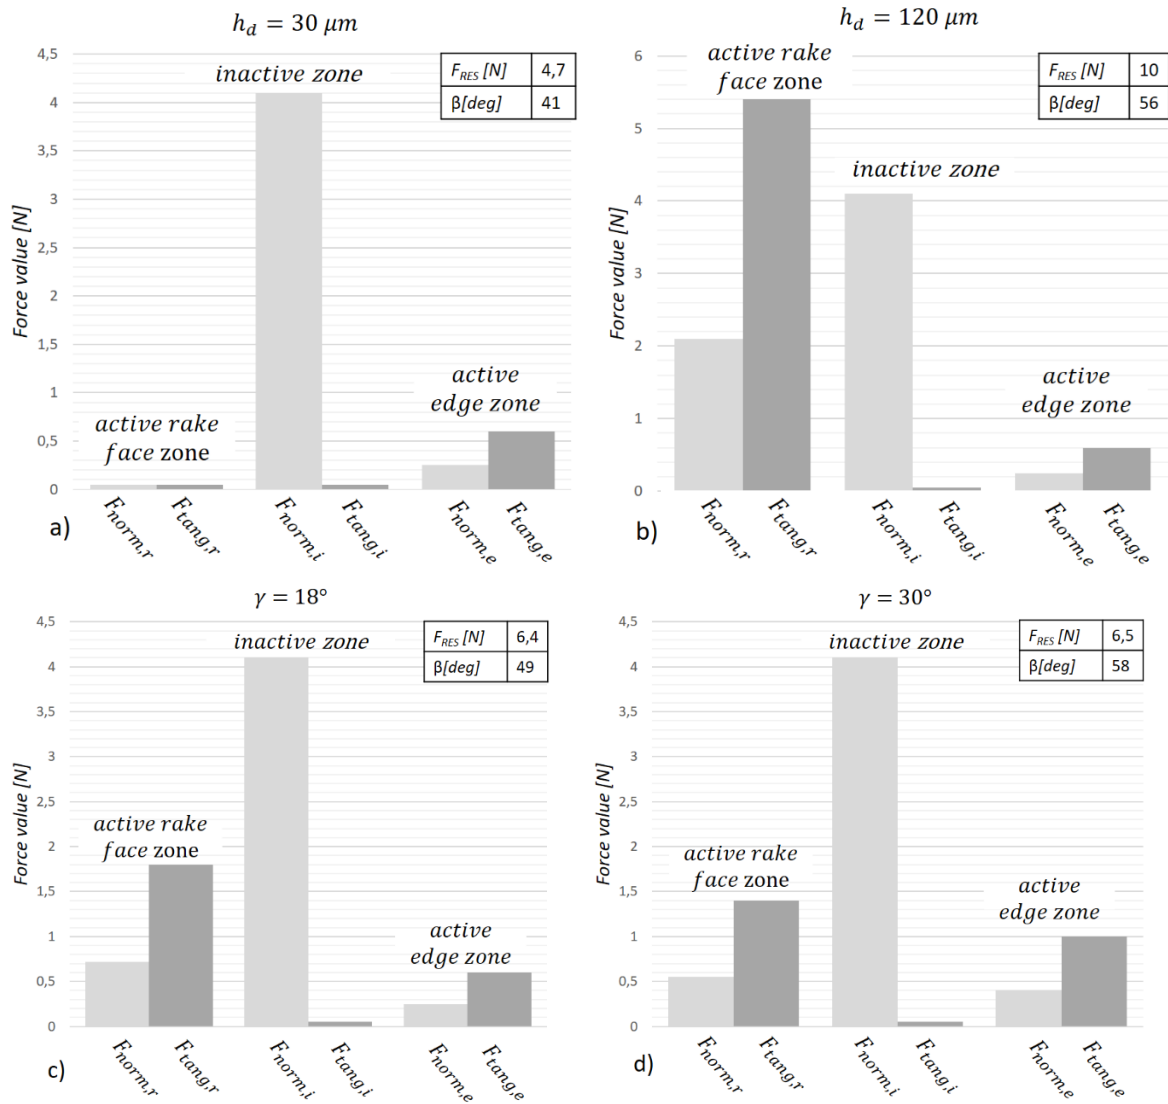 h_d = 30 μm
4,5
4
3,5
3
2,5
2
1,5
1
0,5
0
Force value [N]
inactive zone
F_RES [N] 4,7
β[deg] 41
active rake
face zone
active
edge zone
F_norm,r
F_tang,r
F_norm,i
F_tang,i
F_norm,e
F_tang,e
a)
h_d = 120 μm
6
5
4
3
2
1
0
Force value [N]
active rake
face zone
F_RES [N] 10
β[deg] 56
inactive zone
active
edge zone
F_norm,r
F_tang,r
F_norm,i
F_tang,i
F_norm,e
F_tang,e
b)
γ = 18°
4,5
4
3,5
3
2,5
2
1,5
1
0,5
0
Force value [N]
inactive zone
F_RES [N] 6,4
β[deg] 49
active rake
face zone
active
edge zone
F_norm,r
F_tang,r
F_norm,i
F_tang,i
F_norm,e
F_tang,e
c)
γ = 30°
4,5
4
3,5
3
2,5
2
1,5
1
0,5
0
Force value [N]
inactive zone
F_RES [N] 6,5
β[deg] 58
active rake
face zone
active
edge zone
F_norm,r
F_tang,r
F_norm,i
F_tang,i
F_norm,e
F_tang,e
d)